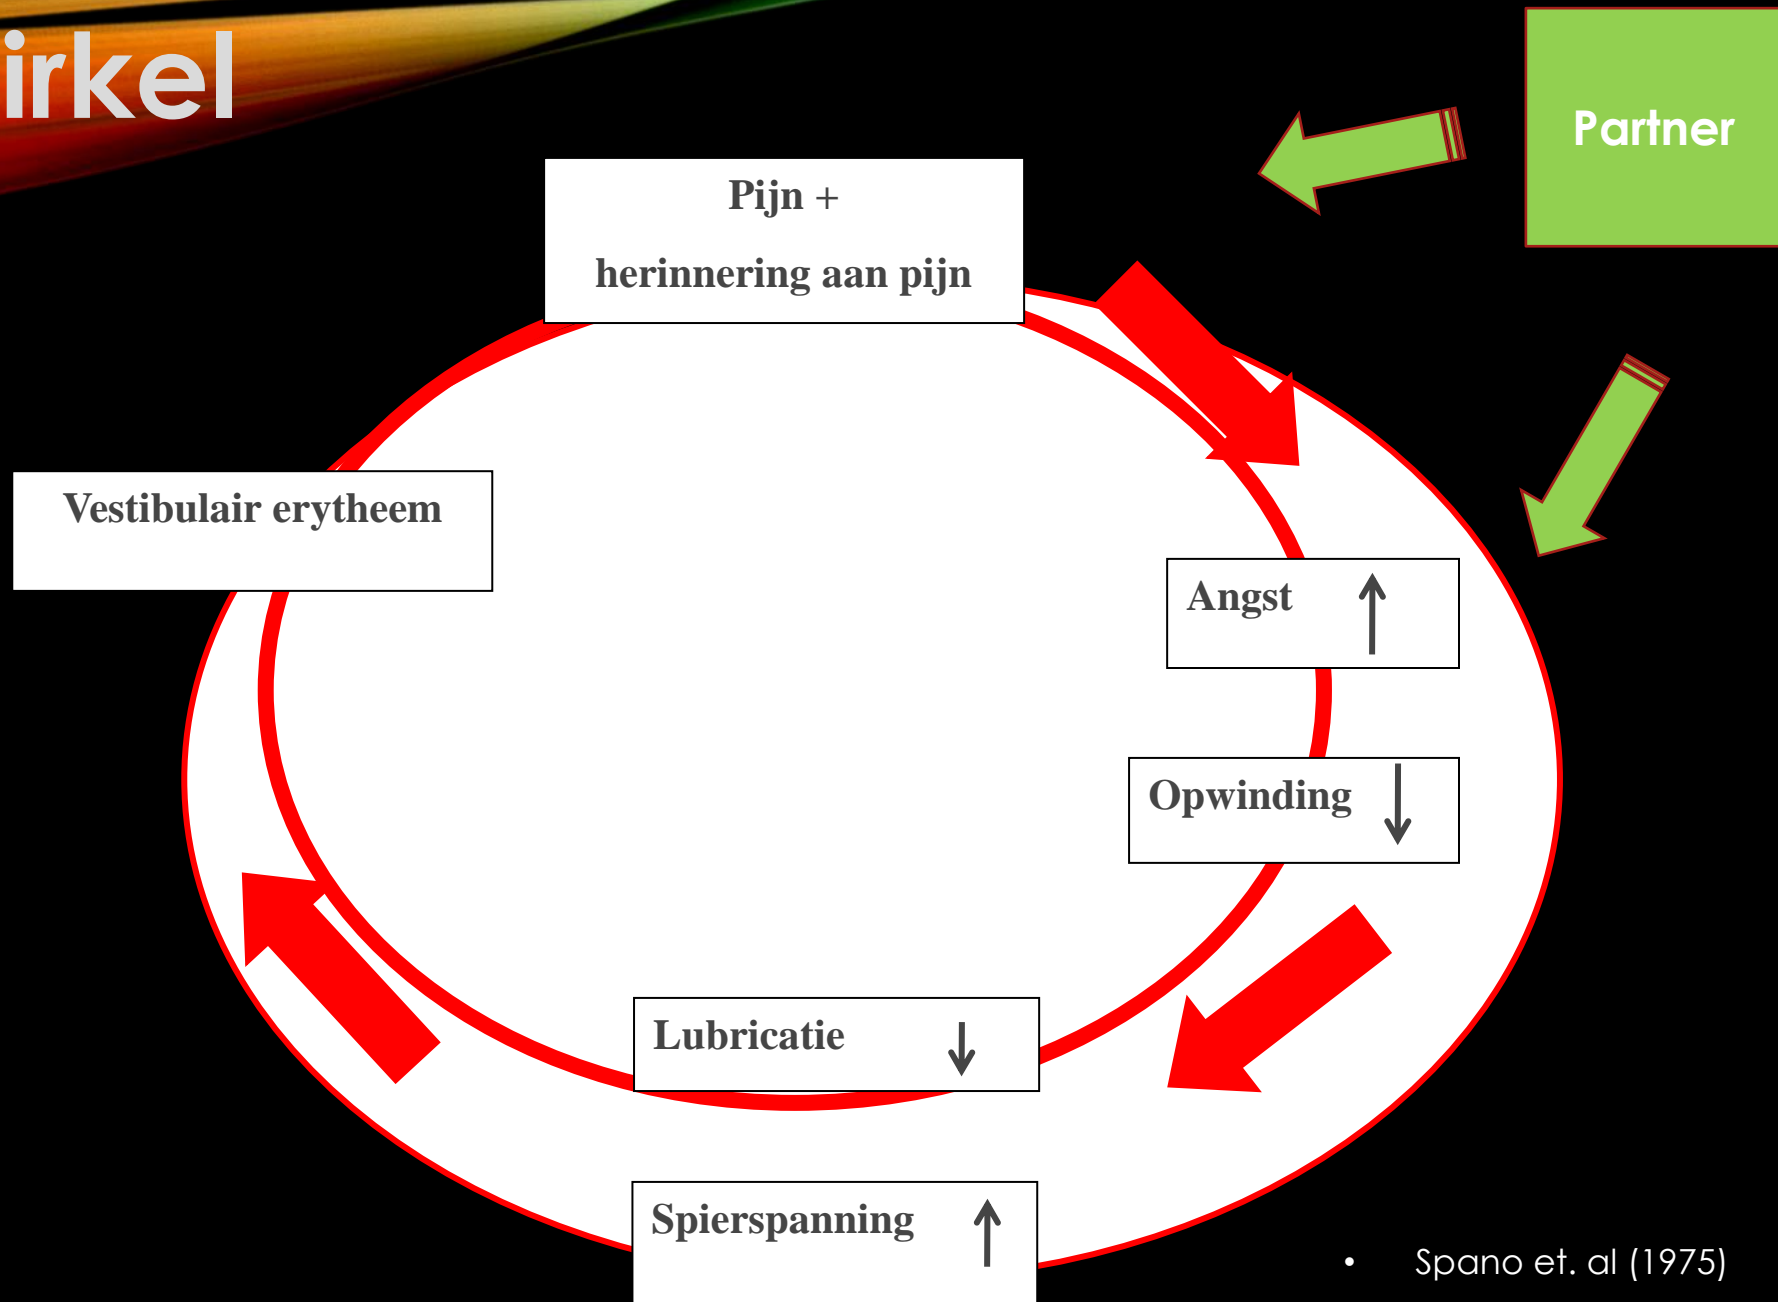 irkel
Partner
Pijn +
herinnering aan pijn
Vestibulair erytheem
Angst
Opwinding
Lubricatie
Spierspanning
• Spano et. al (1975)